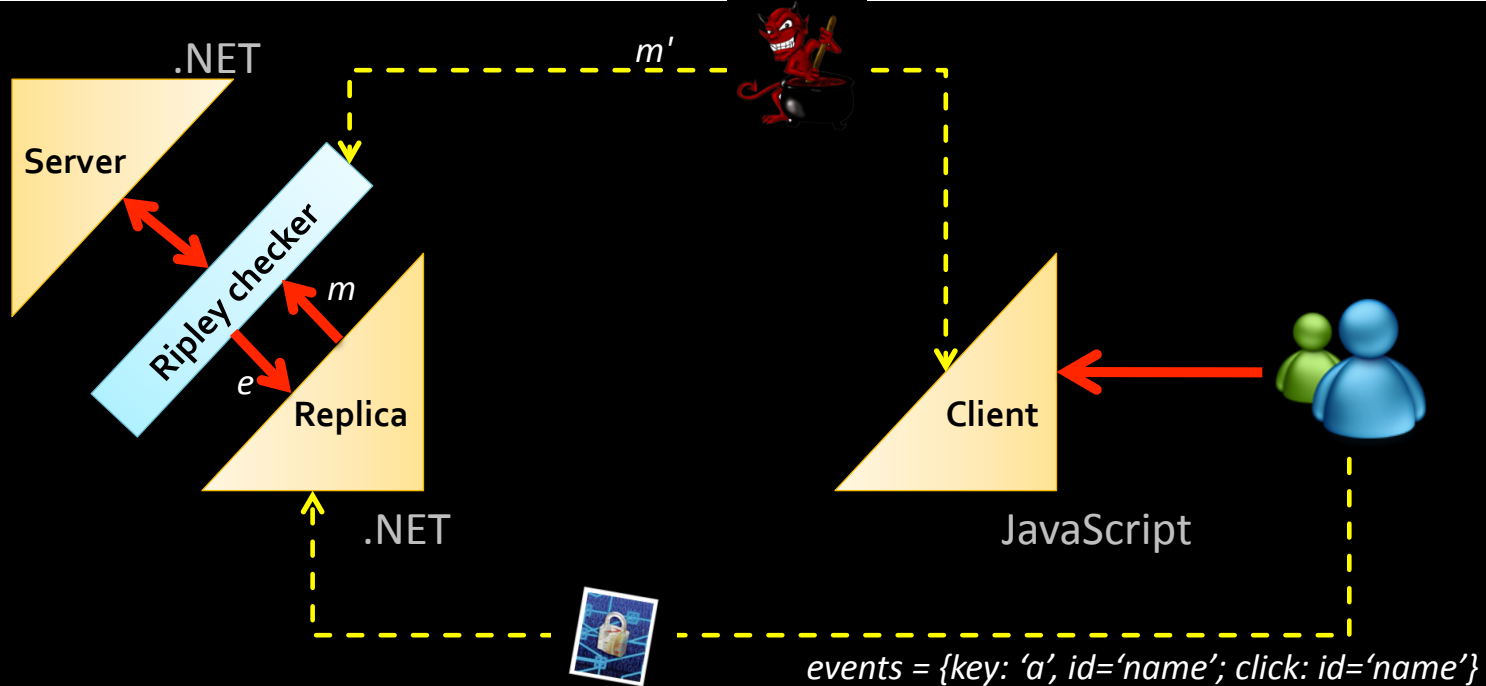 .NET
m'
Server
Ripley checker
m
e
Replica
Client
.NET
JavaScript
events = {key: ‘a’, id=‘name’; click: id=‘name’}